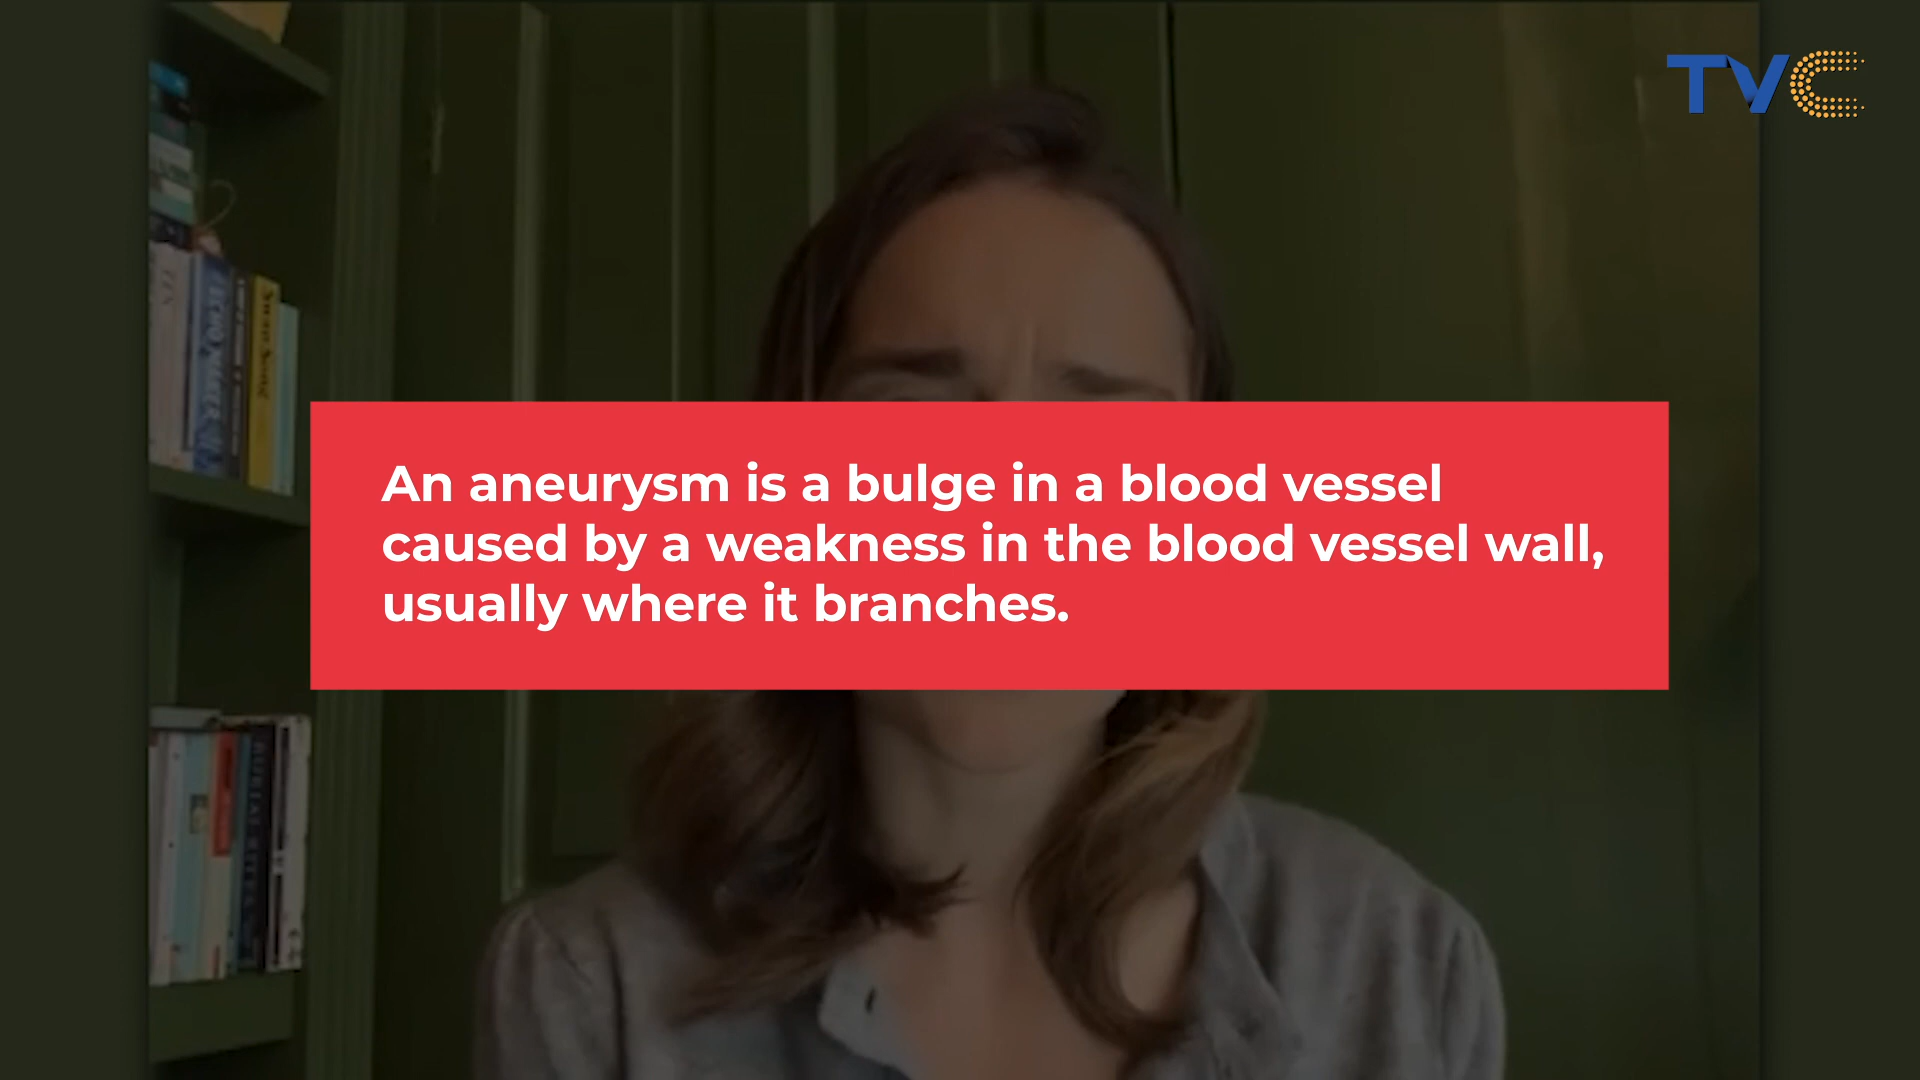 TVC
An aneurysm is a bulge in a blood vessel
caused by a weakness in the blood vessel wall,
usually where it branches.